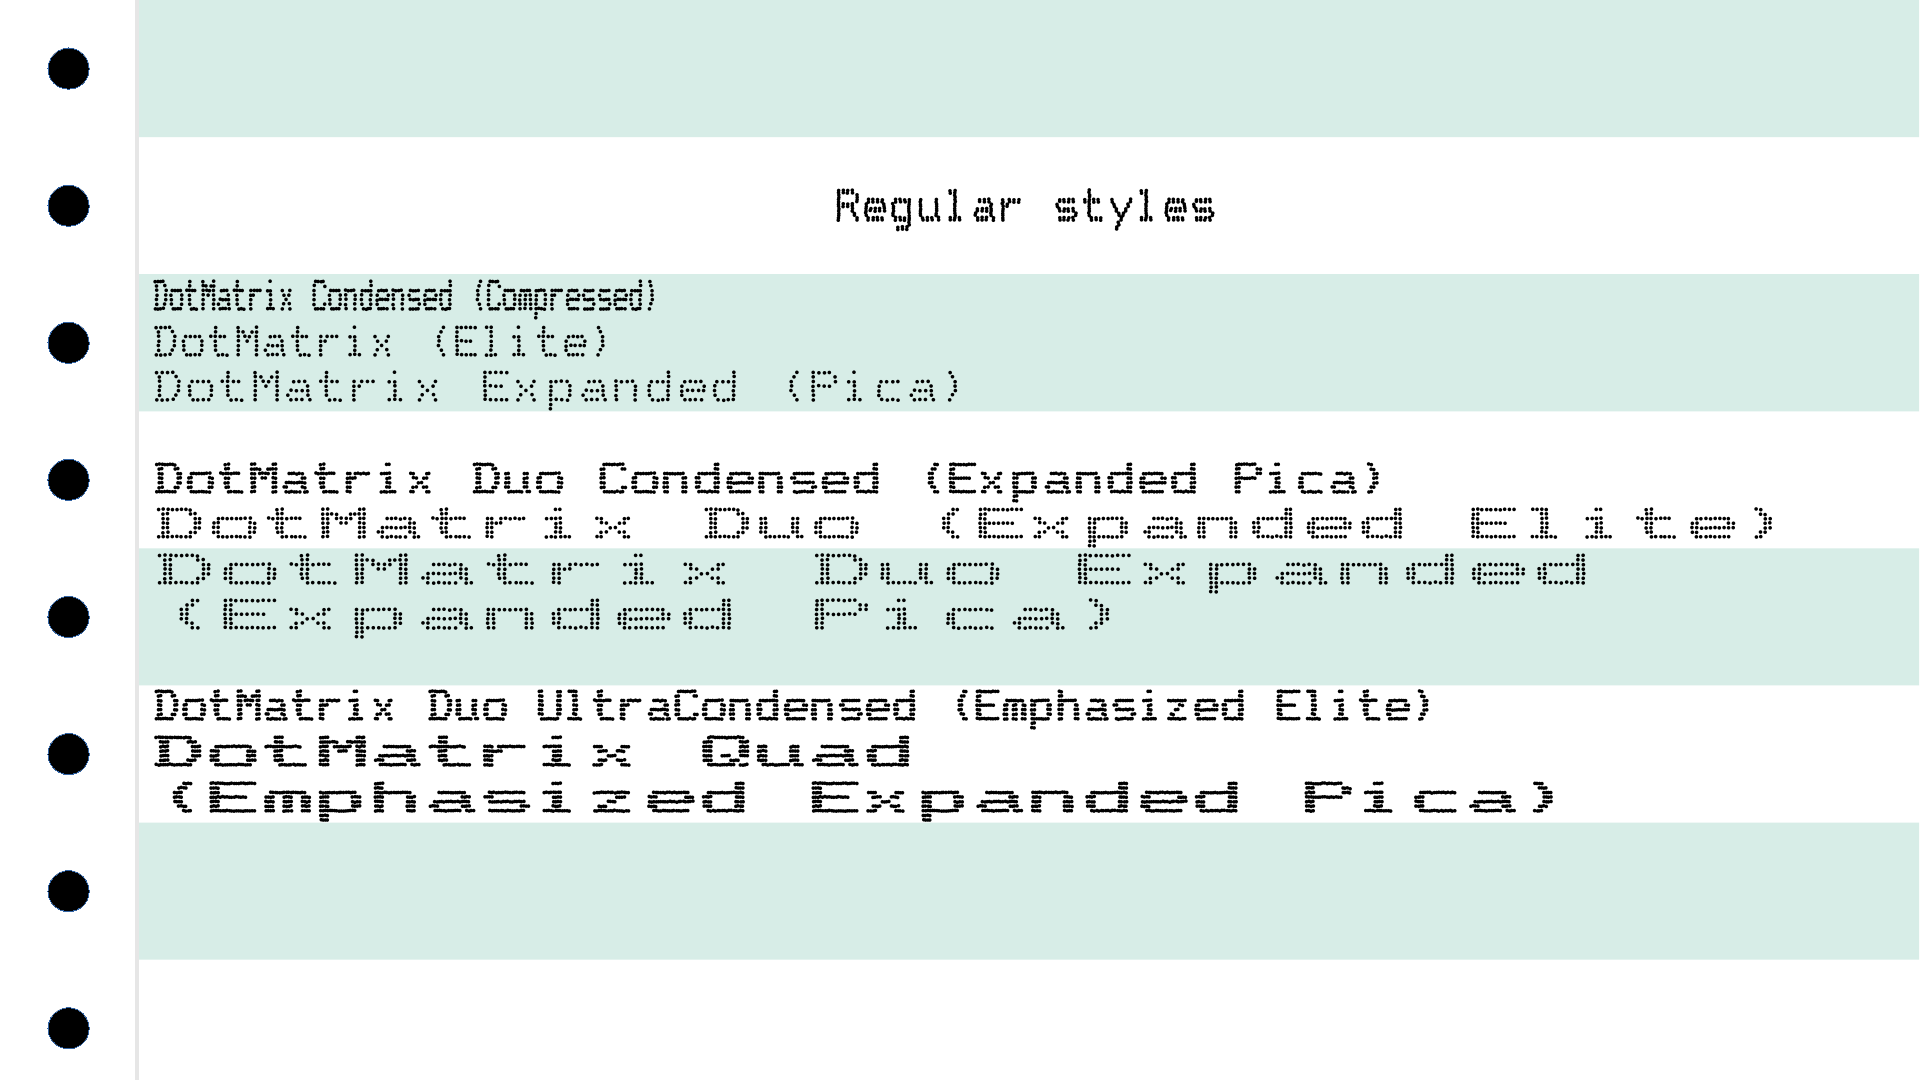 Regular styles
DotMatrix Condensed (Compressed)
DotMatrix (Elite)
DotMatrix Expanded (Pica)
DotMatrix Duo Condensed (Expanded Pica)
DotMatrix Duo (Expanded Elite)
DotMatrix Duo Expanded
(Expanded Pica)
DotMatrix Duo UltraCondensed (Emphasized Elite)
DotMatrix Quad
(Emphasized Expanded Pica)